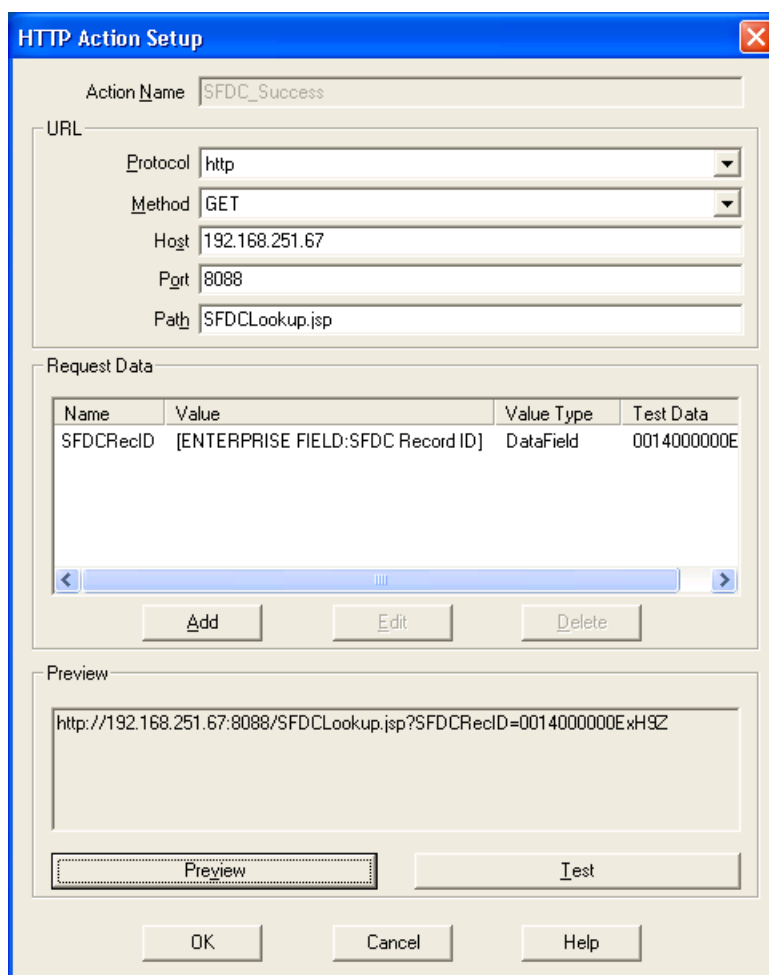 HTTP Action Setup
Action Name SFDC_Success
URL
Protocol http
Method GET
Host 192.168.251.67
Port 8088
Path SFDCLookup.jsp
Request Data
Name Value Value Type Test Data
SFDCRecID [ENTERPRISE FIELD:SFDC Record ID] DataField 0014000000E
Add Edit Delete
Preview
http://192.168.251.67:8088/SFDCLookup.jsp?SFDCRecID=0014000000ExH9Z
Preview Test
OK Cancel Help